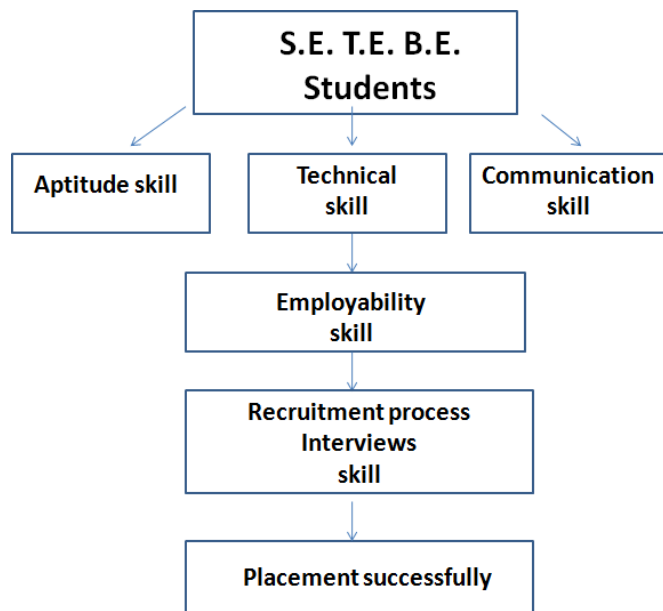 S.E. T.E. B.E.
Students
Aptitude skill
Technical
skill
Communication
skill
Employability
skill
Recruitment process
Interviews
skill
Placement successfully